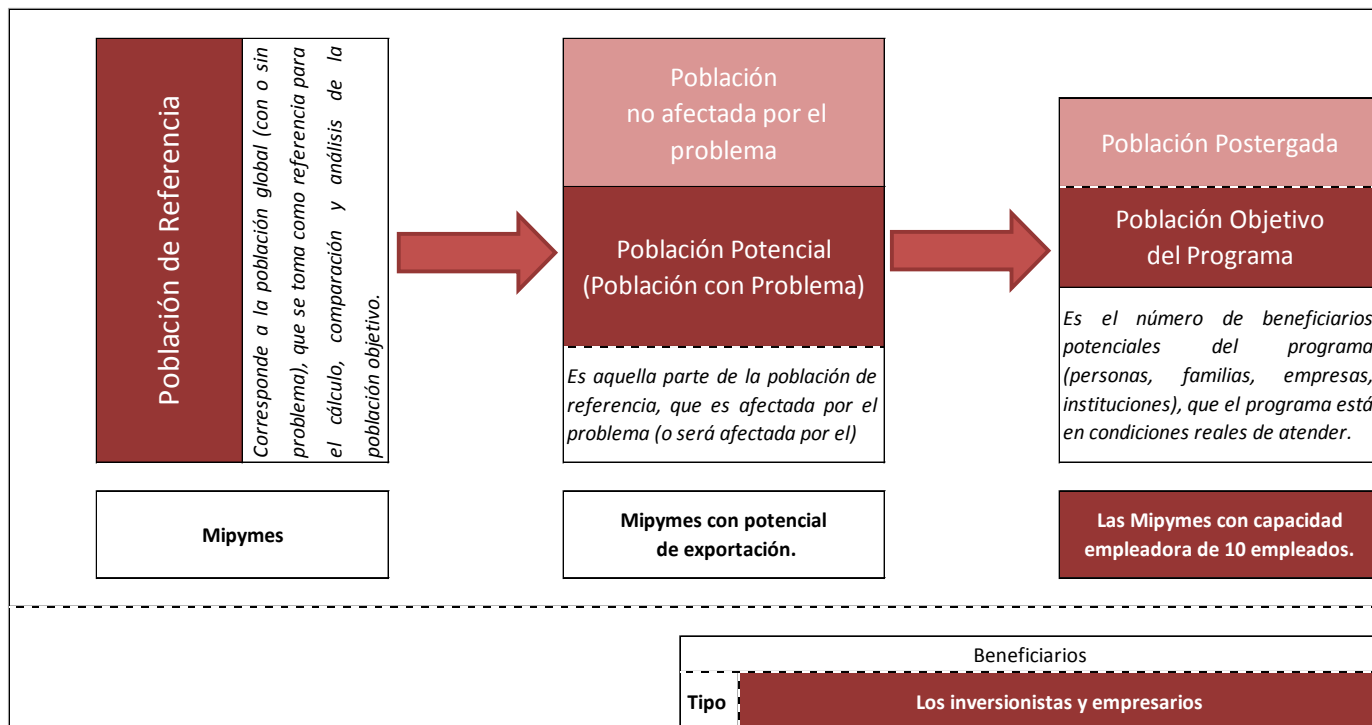 Población de Referencia
Corresponde a la población global (con o sin
problema), que se toma como referencia para
el cálculo, comparación y análisis de la
población objetivo.
Mipymes
Población
no afectada por el
problema
Población Potencial
(Población con Problema)
Es aquella parte de la población de
referencia, que es afectada por el
problema (o será afectada por el)
Mipymes con potencial
de exportación.
Población Postergada
Población Objetivo
del Programa
Es el número de beneficiarios
potenciales del programa
(personas, familias, empresas,
instituciones), que el programa está
en condiciones reales de atender.
Las Mipymes con capacidad
empleadora de 10 empleados.
Beneficiarios
Tipo Los inversionistas y empresarios